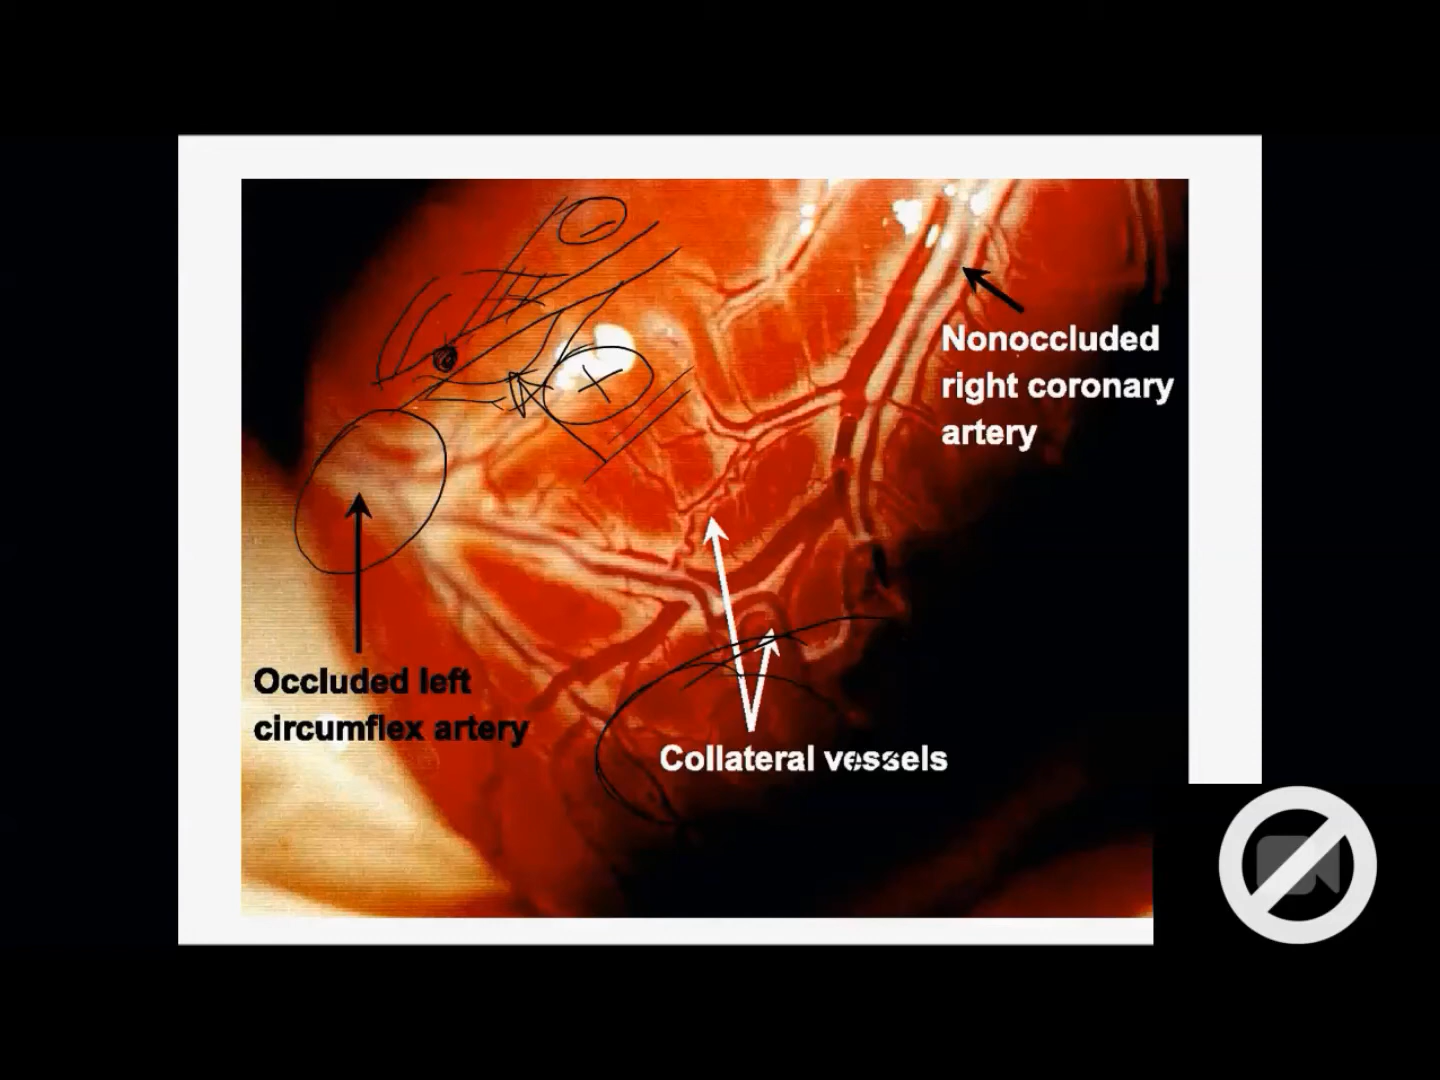 Nonoccluded
right coronary
artery
Occluded left
circumflex artery
Collateral vessels